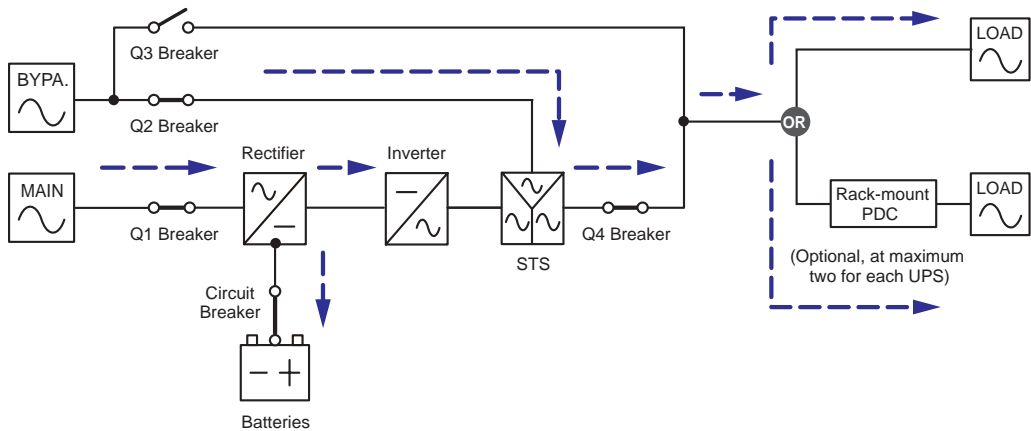 LOAD
Q3 Breaker
BYPA.
OR
Q2 Breaker
Rectifier
Inverter
MAIN
Rack-mount
PDC
LOAD
Q1 Breaker
STS
Q4 Breaker
(Optional, at maximum
two for each UPS)
Circuit
Breaker
Batteries